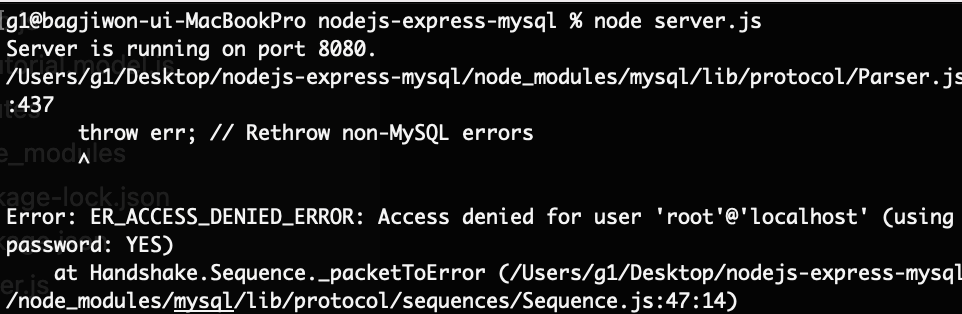 g1@bagjiwon-ui-MacBookPro nodejs-express-mysql % node server.js
Server is running on port 8080.
/Users/g1/Desktop/nodejs-express-mysql/node_modules/mysql/lib/protocol/Parser.js
:437
throw err; // Rethrow non-MySQL errors
^
Error: ER_ACCESS_DENIED_ERROR: Access denied for user 'root'@'localhost' (using
password: YES)
at Handshake.Sequence._packetToError (/Users/g1/Desktop/nodejs-express-mysql
/node_modules/mysql/lib/protocol/sequences/Sequence.js:47:14)